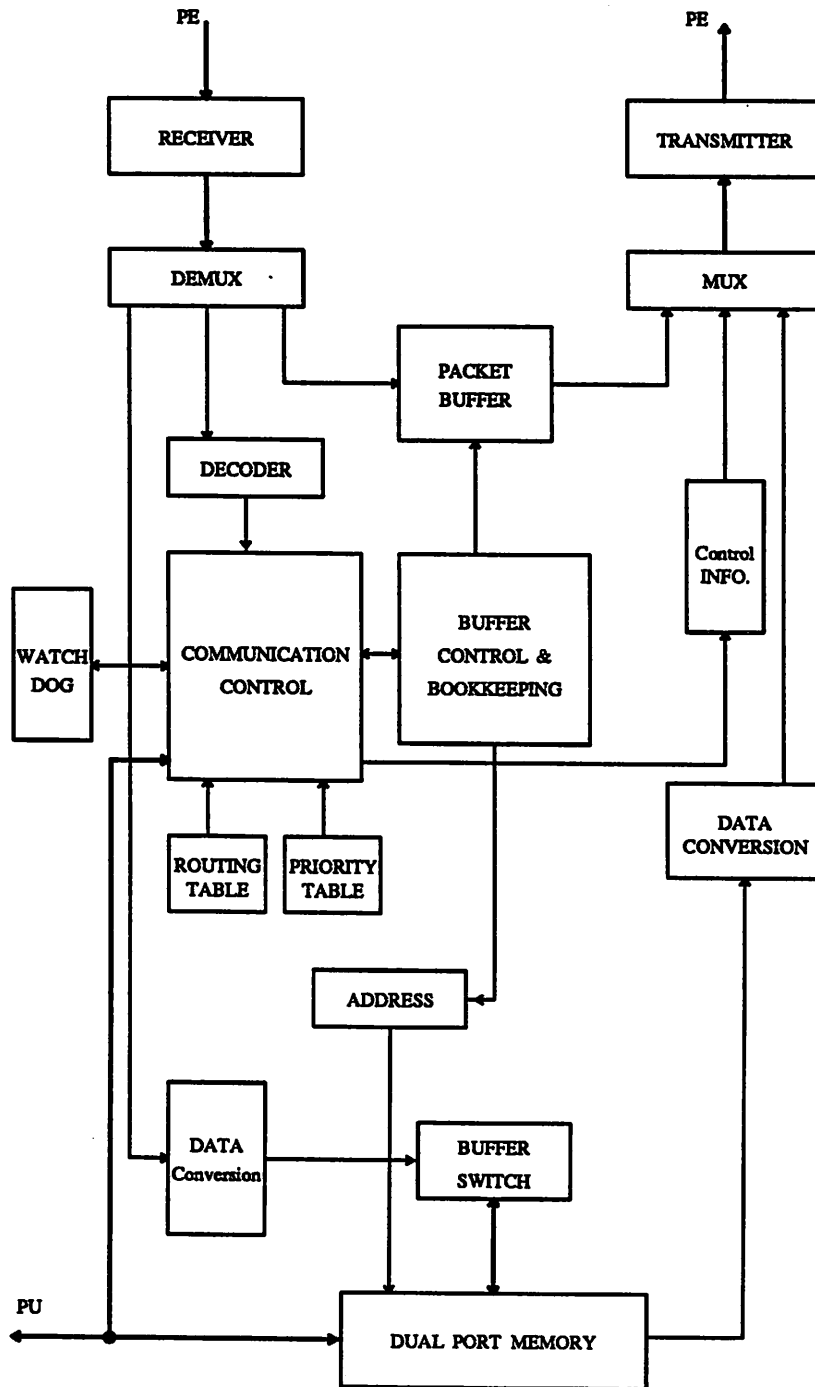 PE
PE
RECEIVER
TRANSMITTER
DEMUX
MUX
PACKET
BUFFER
DECODER
Control
INFO.
WATCH
DOG
COMMUNICATION
CONTROL
BUFFER
CONTROL &
BOOKKEEPING
ROUTING
TABLE
PRIORITY
TABLE
DATA
CONVERSION
ADDRESS
DATA
Conversion
BUFFER
SWITCH
PU
DUAL PORT MEMORY